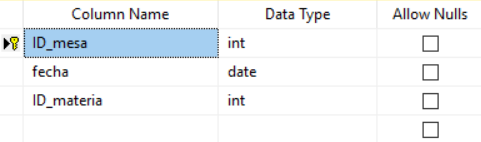 Column Name Data Type Allow Nulls
ID_mesa int
fecha date
ID_materia int